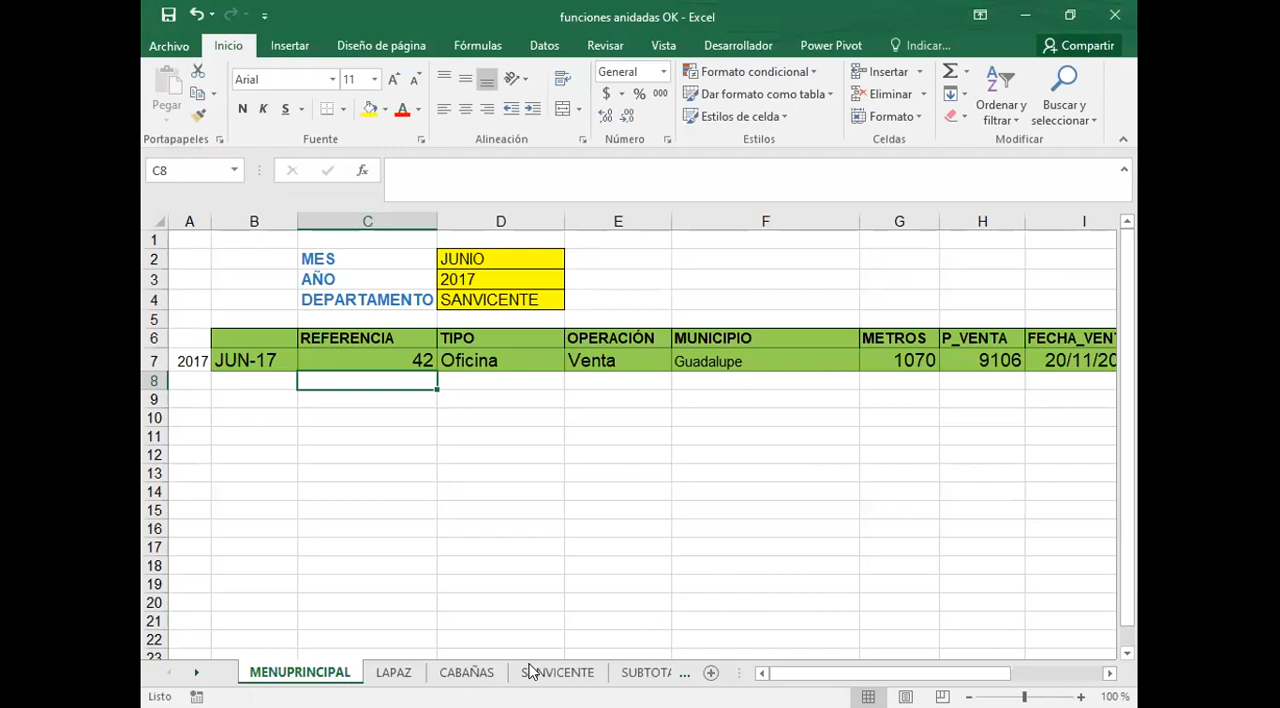 funciones anidadas OK - Excel
Archivo Inicio Insertar Diseño de página Fórmulas Datos Revisar Vista Desarrollador Power Pivot Indicar... Compartir
Pegar
Arial 11
N K S
General
$ % 000
Formato condicional
Dar formato como tabla
Estilos de celda
Insertar
Eliminar
Formato
Ordenar y filtrar
Buscar y seleccionar
Portapapeles Fuente Alineación Número Estilos Celdas Modificar
C8 fx
A B C D E F G H I
1
2 MES JUNIO
3 AÑO 2017
4 DEPARTAMENTO SANVICENTE
5
6 REFERENCIA TIPO OPERACIÓN MUNICIPIO METROS P_VENTA FECHA_VENT
7 2017 JUN-17 42 Oficina Venta Guadalupe 1070 9106 20/11/20
8
9
10
11
12
13
14
15
16
17
18
19
20
21
22
23
MENUPRINCIPAL LAPAZ CABAÑAS SANVICENTE SUBTOTA ...
Listo 100 %